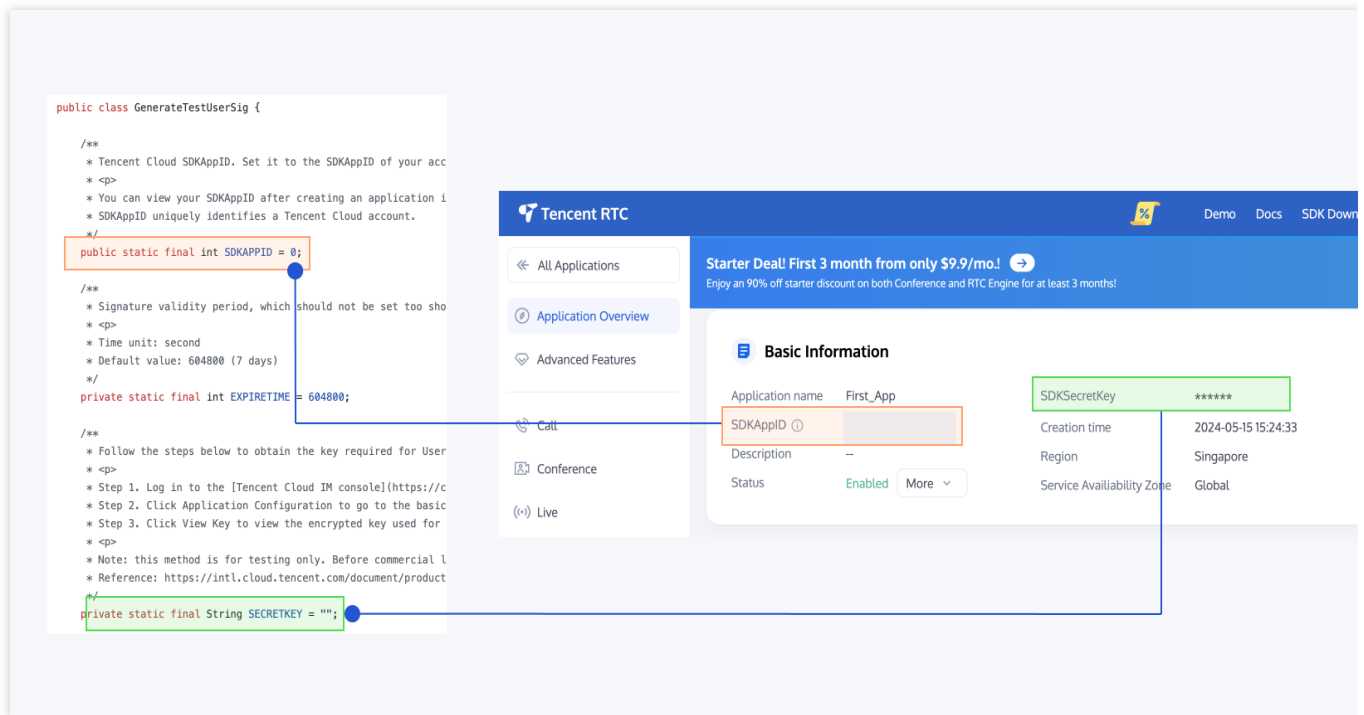 public class GenerateTestUserSig {
/**
* Tencent Cloud SDKAppID. Set it to the SDKAppID of your acc
* <p>
* You can view your SDKAppID after creating an application i
* SDKAppID uniquely identifies a Tencent Cloud account.
*/
public static final int SDKAPPID = 0;
/**
* Signature validity period, which should not be set too sho
* <p>
* Time unit: second
* Default value: 604800 (7 days)
*/
private static final int EXPIRETIME = 604800;
/**
* Follow the steps below to obtain the key required for User
* <p>
* Step 1. Log in to the [Tencent Cloud IM console](https://c
* Step 2. Click Application Configuration to go to the basic
* Step 3. Click View Key to view the encrypted key used for
* <p>
* Note: this method is for testing only. Before commercial l
* Reference: https://intl.cloud.tencent.com/document/product
*/
private static final String SECRETKEY = "";
Tencent RTC
%
Demo Docs SDK Down
All Applications
Application Overview
Advanced Features
Call
Conference
Live
Starter Deal! First 3 month from only $9.9/mo.!
Enjoy an 90% off starter discount on both Conference and RTC Engine for at least 3 months!
Basic Information
Application name First_App
SDKAppID
Description --
Status Enabled More
SDKSecretKey ******
Creation time 2024-05-15 15:24:33
Region Singapore
Service Availiability Zone Global